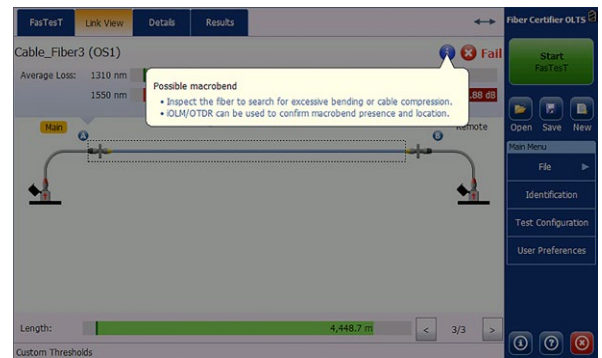 FasTesT Link View Details Results
Fiber Certifier OLTS
Cable_Fiber3 (OS1)
i Fail
Average Loss: 1310 nm
1550 nm
.88 dB
Possible macrobend
• Inspect the fiber to search for excessive bending or cable compression.
• iOLM/OTDR can be used to confirm macrobend presence and location.
Main
A
B
Remote
Start
FasTesT
Open Save New
Main Menu
File
Identification
Test Configuration
User Preferences
Length: 4,448.7 m < 3/3 >
Custom Thresholds
i ?